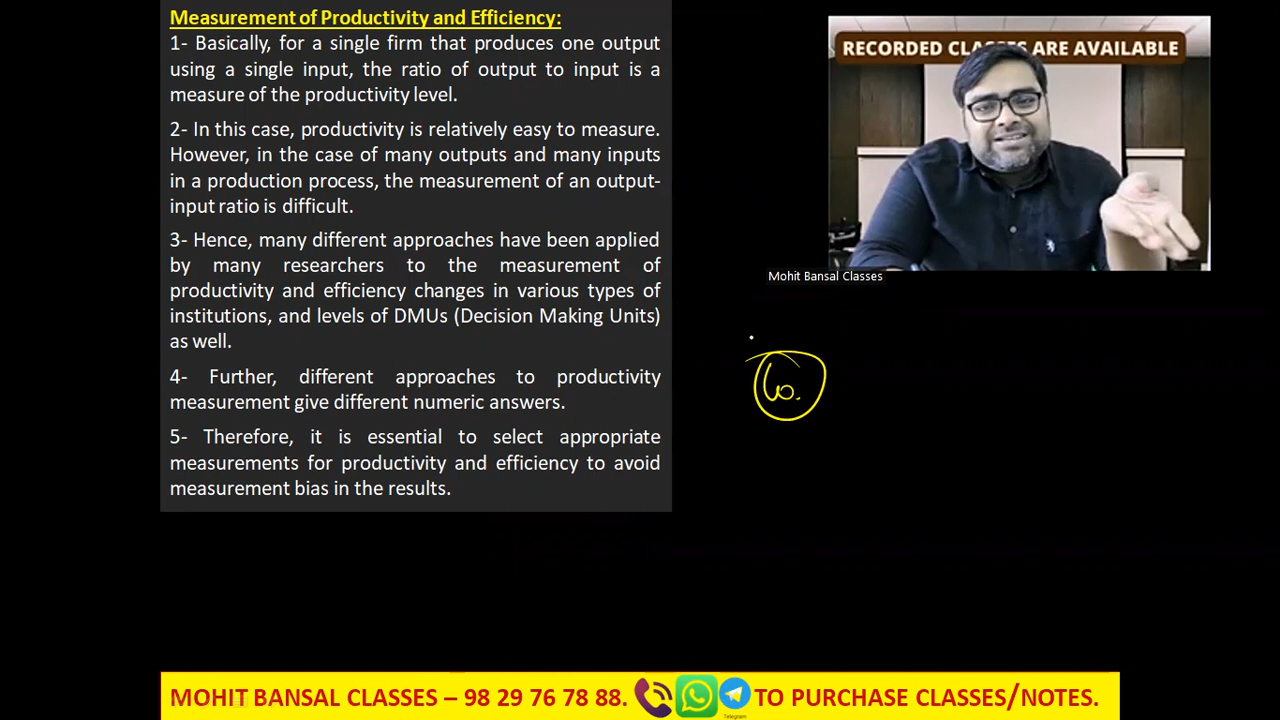 Measurement of Productivity and Efficiency:
1- Basically, for a single firm that produces one output
using a single input, the ratio of output to input is a
measure of the productivity level.
2- In this case, productivity is relatively easy to measure.
However, in the case of many outputs and many inputs
in a production process, the measurement of an output-
input ratio is difficult.
3- Hence, many different approaches have been applied
by many researchers to the measurement of
productivity and efficiency changes in various types of
institutions, and levels of DMUs (Decision Making Units)
as well.
4- Further, different approaches to productivity
measurement give different numeric answers.
5- Therefore, it is essential to select appropriate
measurements for productivity and efficiency to avoid
measurement bias in the results.
RECORDED CLASSES ARE AVAILABLE
Mohit Bansal Classes
MOHIT BANSAL CLASSES – 98 29 76 78 88. TO PURCHASE CLASSES/NOTES.
Telegram